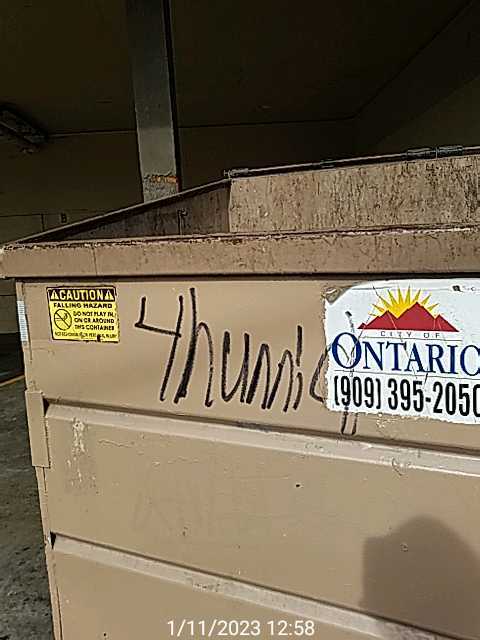 CAUTION
FALLING HAZARD
DO NOT PLAY IN,
ON OR AROUND
THIS CONTAINER
CITY OF
ONTARIO
(909) 395-2050
1/11/2023 12:58